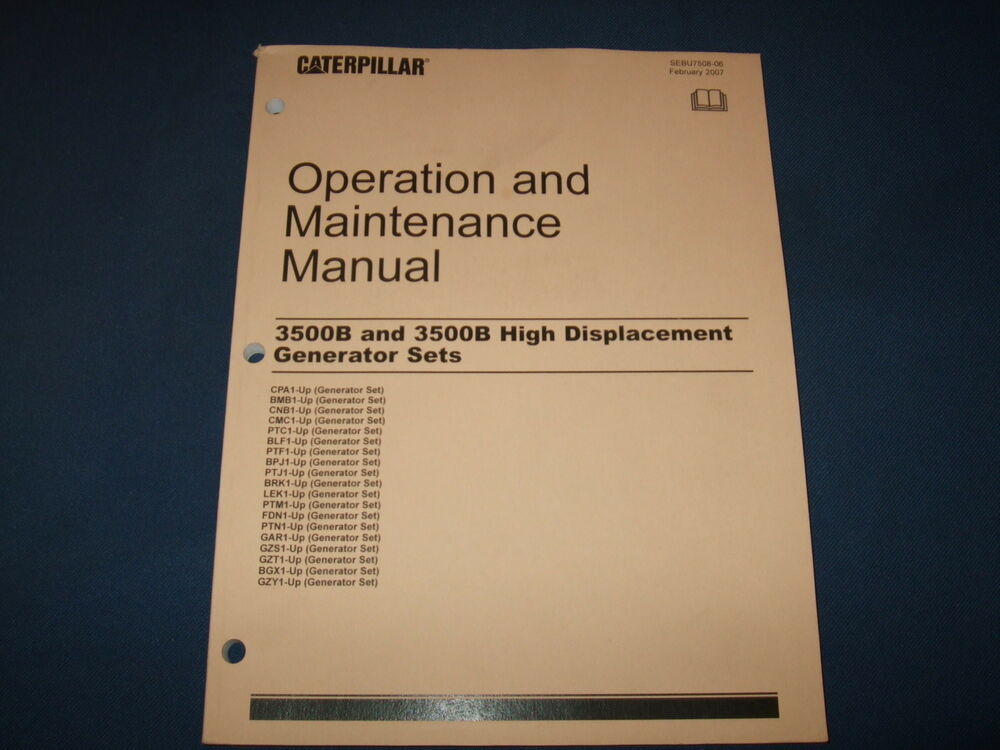 CATERPILLAR®
SEBU7508-06
February 2007
Operation and
Maintenance
Manual
3500B and 3500B High Displacement
Generator Sets
CPA1-Up (Generator Set)
BMB1-Up (Generator Set)
CNB1-Up (Generator Set)
CMC1-Up (Generator Set)
PTC1-Up (Generator Set)
BLF1-Up (Generator Set)
PTF1-Up (Generator Set)
BPJ1-Up (Generator Set)
PTJ1-Up (Generator Set)
BRK1-Up (Generator Set)
LEK1-Up (Generator Set)
PTM1-Up (Generator Set)
FDN1-Up (Generator Set)
PTN1-Up (Generator Set)
GAR1-Up (Generator Set)
GZS1-Up (Generator Set)
GZT1-Up (Generator Set)
BGX1-Up (Generator Set)
GZY1-Up (Generator Set)